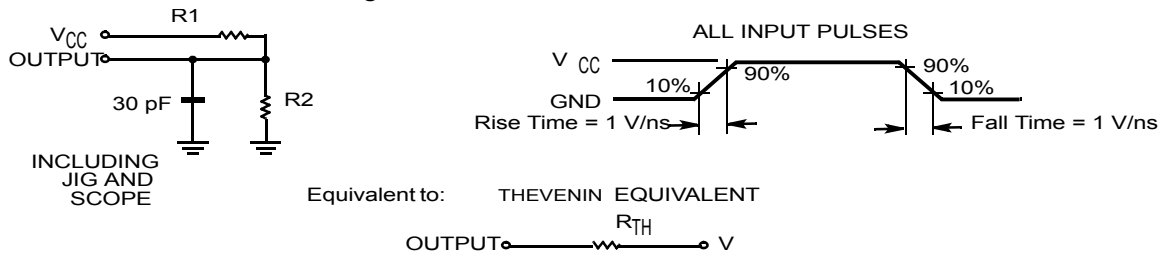 R1
VCC
OUTPUT
30 pF
R2
INCLUDING
JIG AND
SCOPE
ALL INPUT PULSES
V CC
GND
10%
90%
90%
10%
Rise Time = 1 V/ns
Fall Time = 1 V/ns
Equivalent to: THEVENIN EQUIVALENT
RTH
OUTPUT
V